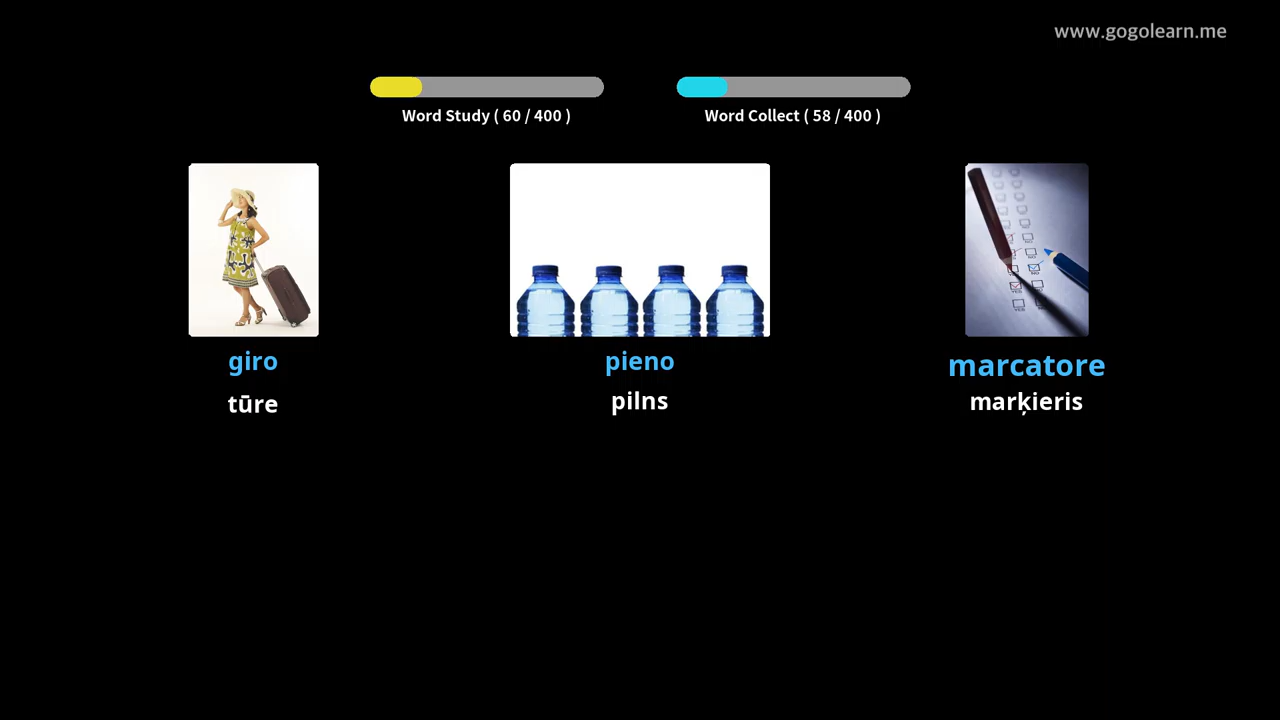 www.gogolearn.me
Word Study ( 60 / 400 )
Word Collect ( 58 / 400 )
giro
pieno
marcatore
tūre
pilns
marķieris